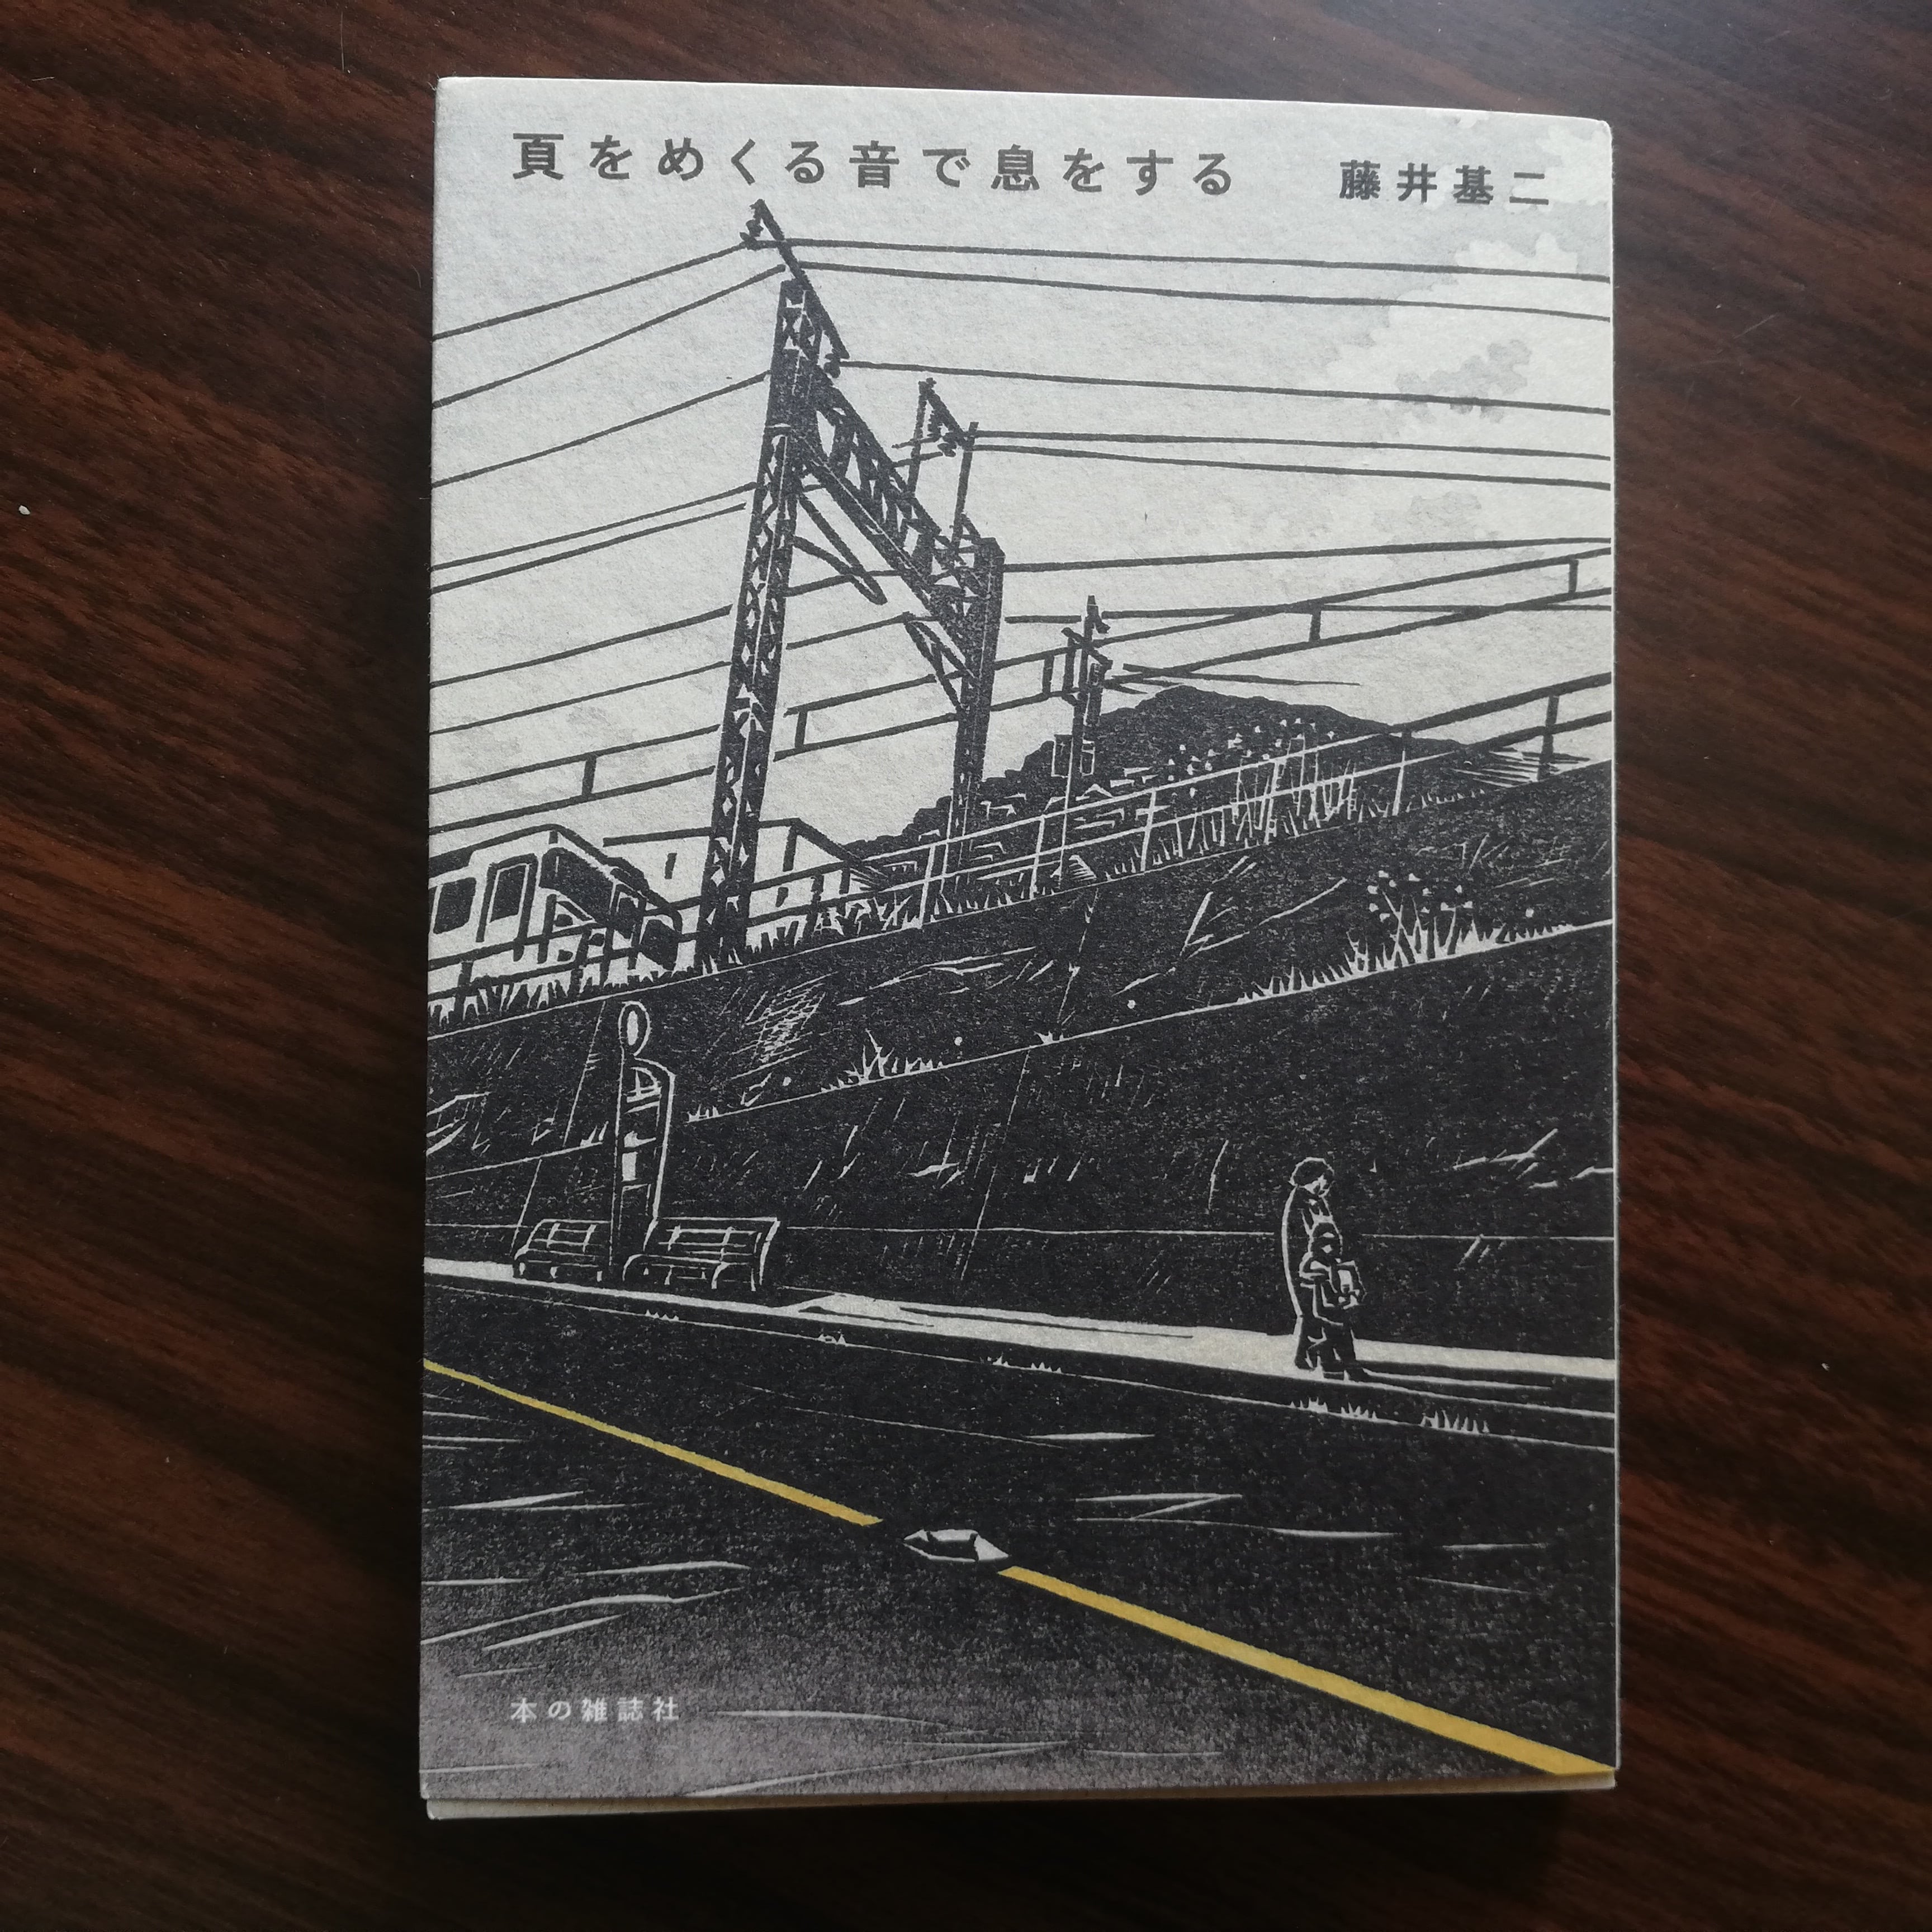 頁をめくる音で息をする
藤井基二
本の雑誌社